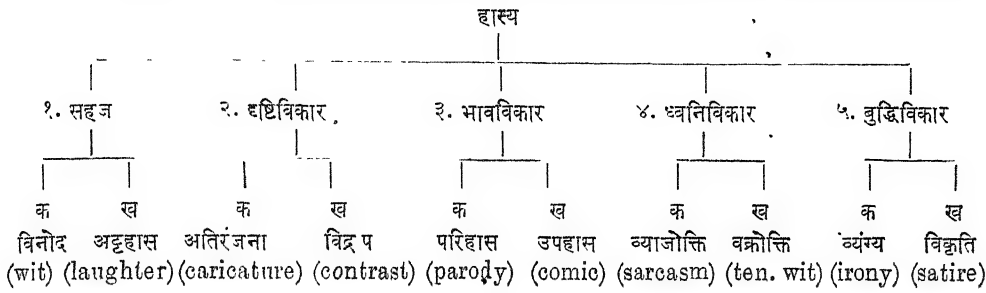 हास्य
१. सहज २. दृष्टिविकार ३. भावविकार ४. ध्वनिविकार ५. बुद्धिविकार
क ख क ख क ख क ख क ख
विनोद अट्टहास अतिरंजना विद्रप परिहास उपहास व्याजोक्ति वक्रोक्ति व्यंग्य विकृति
(wit) (laughter) (caricature) (contrast) (parody) (comic) (sarcasm) (ten. wit) (irony) (satire)